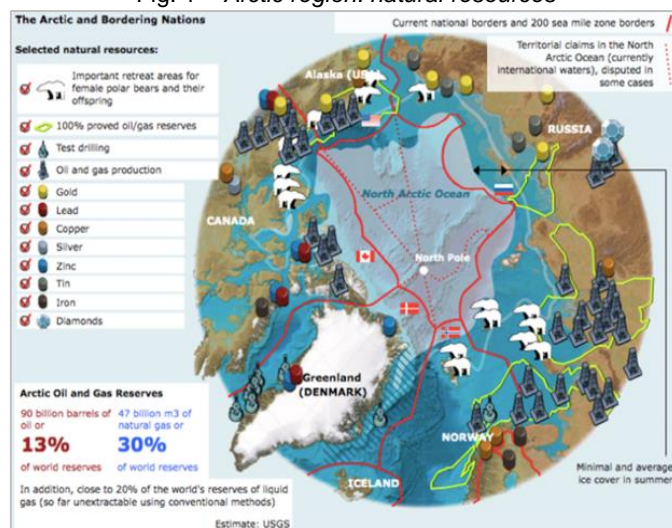 Fig. 1 – Arctic region: natural resources
The Arctic and Bordering Nations
Current national borders and 200 sea mile zone borders
Selected natural resources:
Territorial claims in the North
Arctic Ocean (currently
international waters), disputed in
some cases
Important retreat areas for
female polar bears and their
offspring
100% proved oil/gas reserves
Test drilling
Oil and gas production
Gold
Lead
Copper
Silver
Zinc
Tin
Iron
Diamonds
Alaska (USA)
RUSSIA
CANADA
North Arctic Ocean
North Pole
Greenland
(DENMARK)
NORWAY
ICELAND
Minimal and average
ice cover in summer
Arctic Oil and Gas Reserves
90 billion barrels of
oil or
13%
of world reserves
47 billion m3 of
natural gas or
30%
of world reserves
In addition, close to 20% of the world's reserves of liquid
gas (so far unextractable using conventional methods)
Estimate: USGS